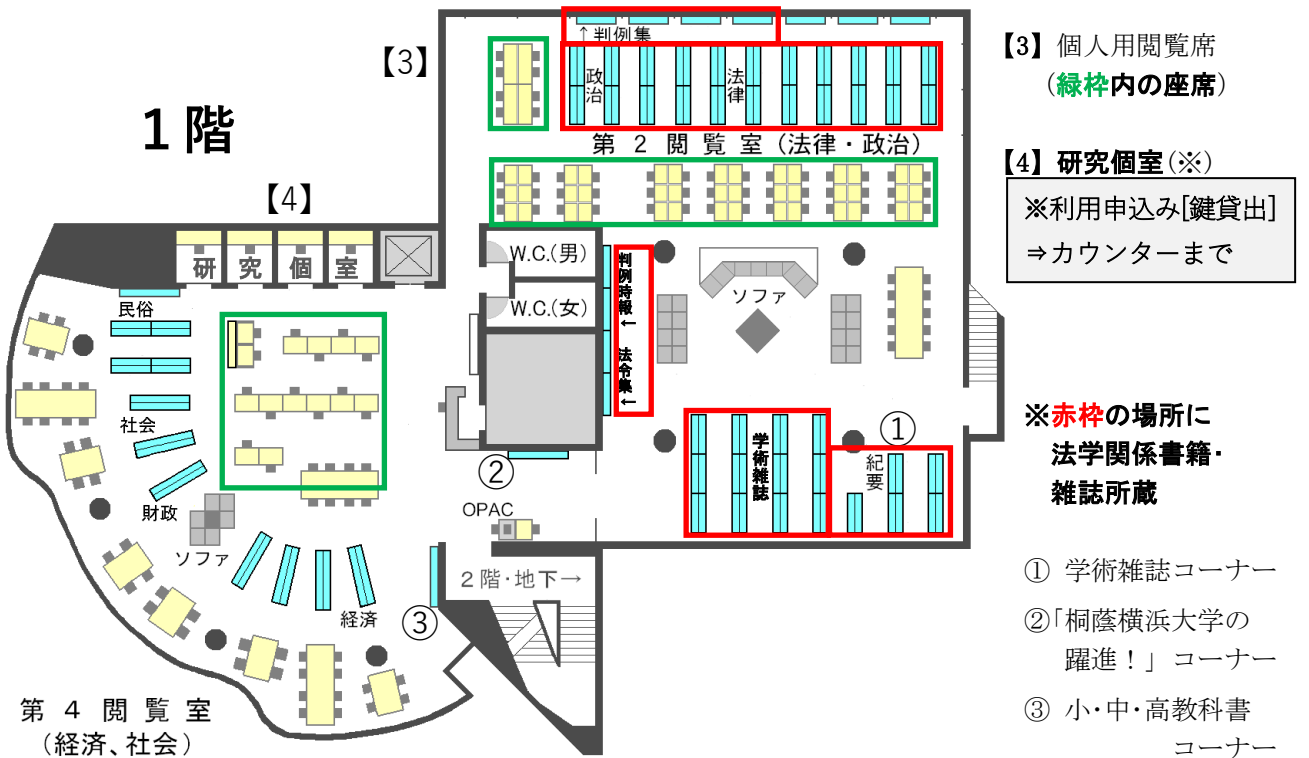 1階
【3】
↑判例集
政治
法律
第2閲覧室(法律・政治)
【4】
研究個室
W.C.(男)
W.C.(女)
判例時報↓
法令集↓
ソファ
民俗
社会
財政
ソファ
経済
学術雑誌
①
紀要
②
OPAC
2階・地下→
③
第4閲覧室
(経済、社会)
【3】個人用閲覧席
(緑枠内の座席)
【4】研究個室(※)
※利用申込み[鍵貸出]
⇒カウンターまで
※赤枠の場所に
法学関係書籍・
雑誌所蔵
① 学術雑誌コーナー
②「桐蔭横浜大学の
躍進!」コーナー
③ 小・中・高教科書
コーナー